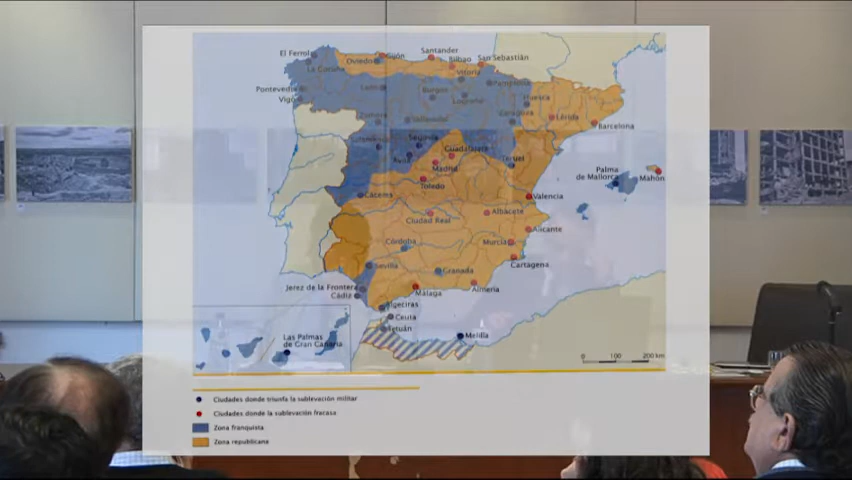 El Ferrol
La Coruña
Oviedo
Gijón
Santander
Bilbao
San Sebastián
Vitoria
Pamplona
Pontevedra
Vigo
León
Burgos
Logroño
Huesca
Zamora
Valladolid
Zaragoza
Lérida
Barcelona
Salamanca
Segovia
Ávila
Guadalajara
Madrid
Teruel
Toledo
Cáceres
Valencia
Palma
de Mallorca
Mahón
Ciudad Real
Albacete
Alicante
Córdoba
Murcia
Cartagena
Sevilla
Granada
Jerez de la Frontera
Cádiz
Málaga
Almería
Algeciras
Ceuta
Tetuán
Melilla
Las Palmas
de Gran Canaria
0 100 200 km
Ciudades donde triunfa la sublevación militar
Ciudades donde la sublevación fracasa
Zona franquista
Zona republicana